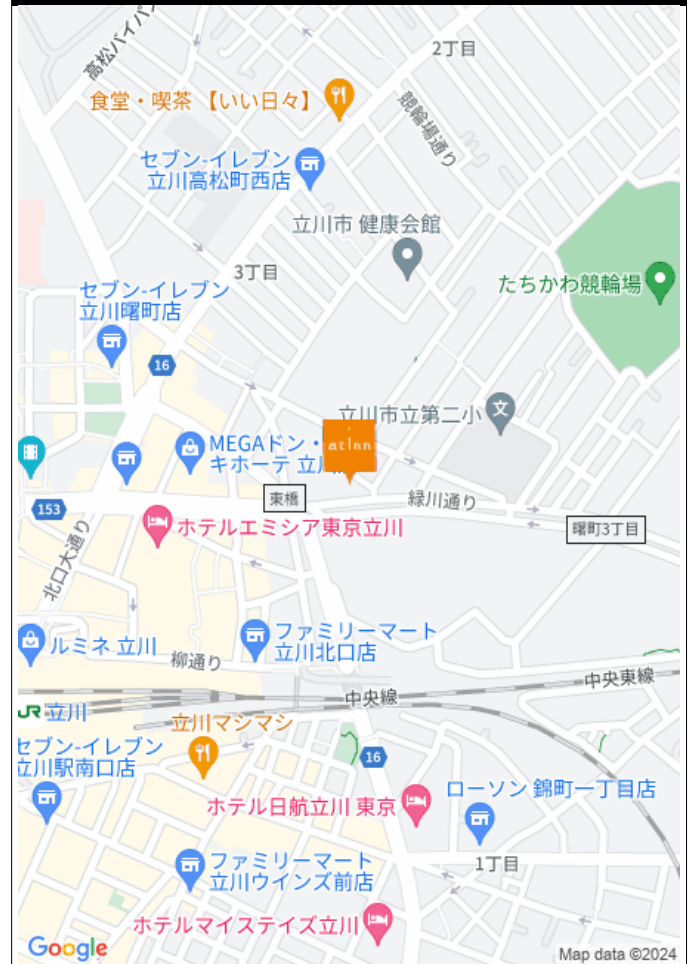 高松バイパス
2丁目
食堂・喫茶 【いい日々】
競輪場通り
セブン-イレブン
立川高松町西店
立川市 健康会館
3丁目
たちかわ競輪場
セブン-イレブン
立川曙町店
16
立川市立第二小
文
MEGAドン・
キホーテ 立川
at Inn
153
東橋
緑川通り
ホテルエミシア東京立川
曙町3丁目
北口大通り
ファミリーマート
立川北口店
ルミネ 立川
柳通り
中央東線
中央線
JR 立川
立川マシマシ
セブン-イレブン
立川駅南口店
16
ローソン 錦町一丁目店
ホテル日航立川 東京
1丁目
ファミリーマート
立川ウインズ前店
ホテルマイステイズ立川
Google
Map data ©2024